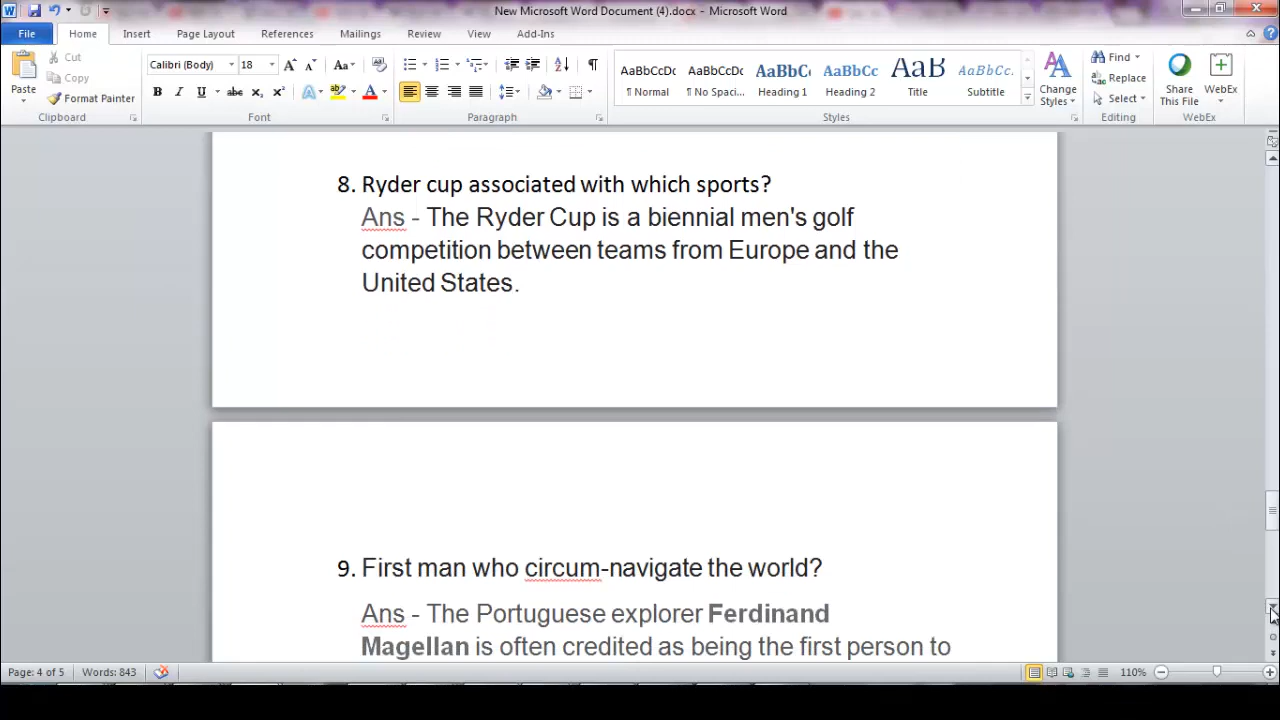 New Microsoft Word Document (4).docx - Microsoft Word
File Home Insert Page Layout References Mailings Review View Add-Ins
Cut
Copy
Format Painter
Paste
Clipboard
Calibri (Body) 18
Font
Paragraph
AaBbCcDc AaBbCcDc AaBbC AaBbCc AaB AaBbCc.
¶ Normal ¶ No Spaci... Heading 1 Heading 2 Title Subtitle
Change
Styles
Styles
Find
Replace
Select
Editing
Share
This File
WebEx
WebEx
8. Ryder cup associated with which sports?
Ans - The Ryder Cup is a biennial men's golf
competition between teams from Europe and the
United States.
9. First man who circum-navigate the world?
Ans - The Portuguese explorer Ferdinand
Magellan is often credited as being the first person to
Page: 4 of 5 Words: 843 110%